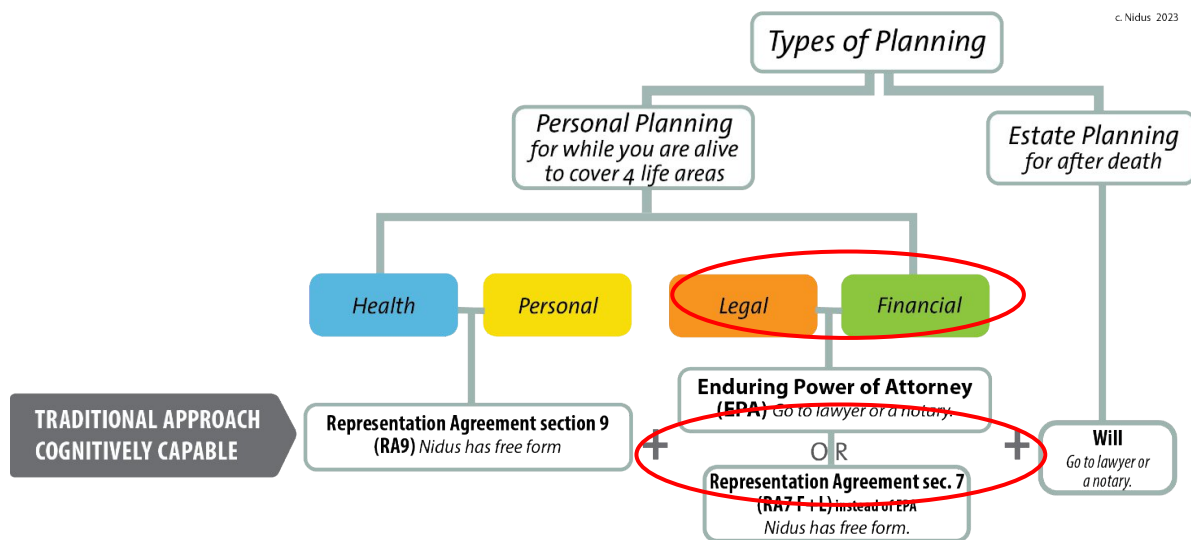 c. Nidus 2023
Types of Planning
Personal Planning
for while you are alive
to cover 4 life areas
Estate Planning
for after death
Health
Personal
Legal
Financial
TRADITIONAL APPROACH
COGNITIVELY CAPABLE
Representation Agreement section 9
(RA9) Nidus has free form
+
Enduring Power of Attorney
(EPA) Go to lawyer or a notary.
OR
Representation Agreement sec. 7
(RA7 F+L) instead of EPA
Nidus has free form.
+
Will
Go to lawyer or
a notary.